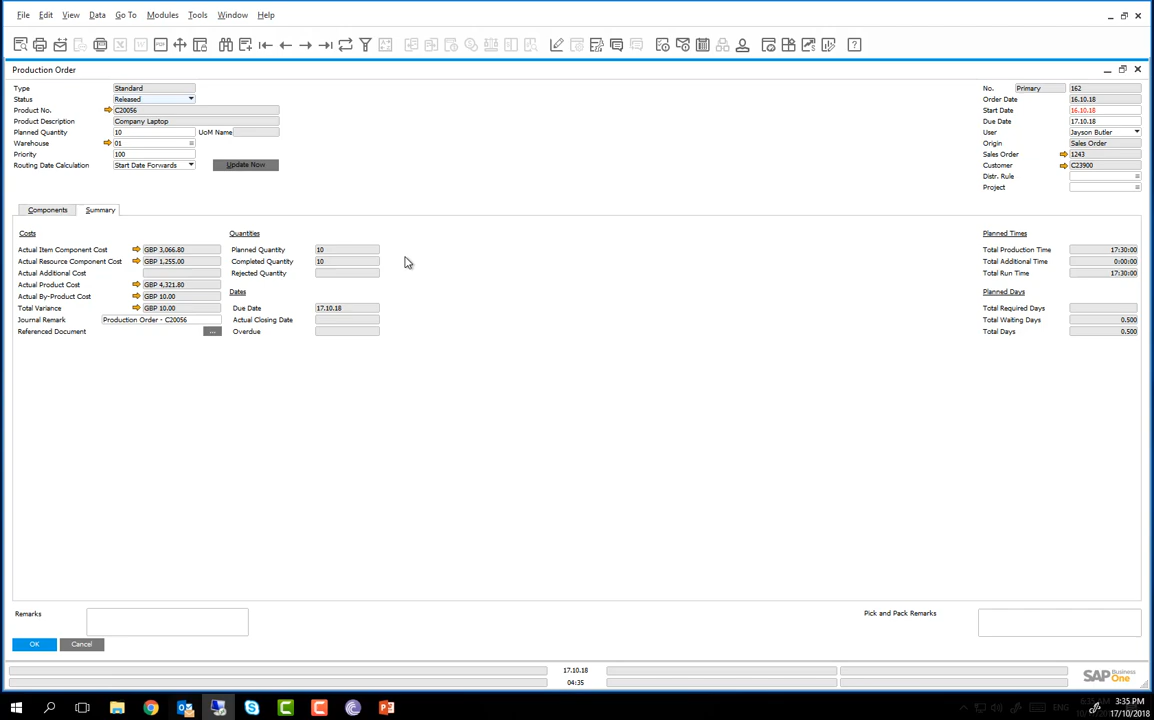 File Edit View Data Go To Modules Tools Window Help
Production Order
Type Standard
Status Released
Product No. C20056
Product Description Company Laptop
Planned Quantity 10 UoM Name
Warehouse 01
Priority 100
Routing Date Calculation Start Date Forwards Update Now
No. Primary 162
Order Date 16.10.18
Start Date 16.10.18
Due Date 17.10.18
User Jayson Butler
Origin Sales Order
Sales Order 1243
Customer C23900
Distr. Rule
Project
Components Summary
Costs
Actual Item Component Cost GBP 3,066.80
Actual Resource Component Cost GBP 1,255.00
Actual Additional Cost
Actual Product Cost GBP 4,321.80
Actual By-Product Cost GBP 10.00
Total Variance GBP 10.00
Journal Remark Production Order - C20056
Referenced Document ...
Quantities
Planned Quantity 10
Completed Quantity 10
Rejected Quantity
Dates
Due Date 17.10.18
Actual Closing Date
Overdue
Planned Times
Total Production Time 17:30:00
Total Additional Time 0:00:00
Total Run Time 17:30:00
Planned Days
Total Required Days
Total Waiting Days 0.500
Total Days 0.500
Remarks
Pick and Pack Remarks
OK Cancel
17.10.18
04:35
SAP Business One
ENG
3:35 PM
17/10/2018